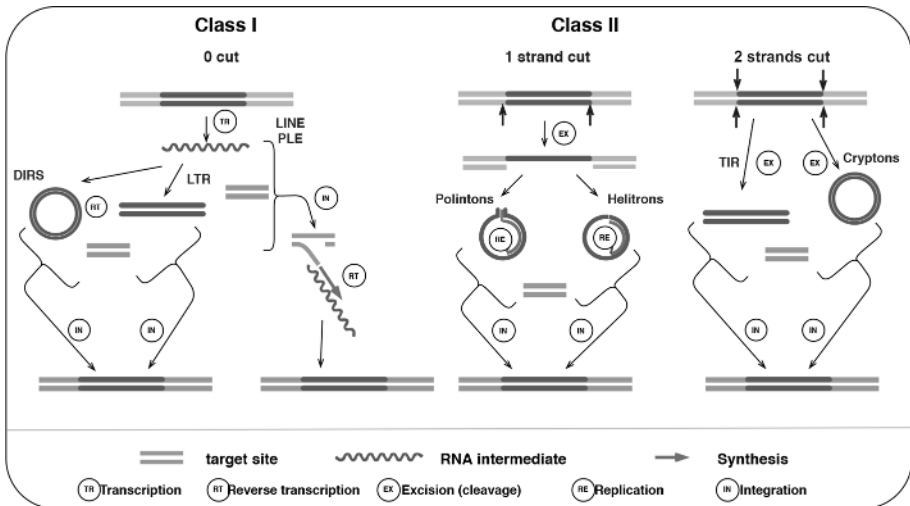 Class I
Class II
0 cut
1 strand cut
2 strands cut
TR
LINE
PLE
EX
DIRS
LTR
RT
IN
RT
Polintons
Helitrons
RE
RE
TIR
EX
EX
Cryptons
IN
IN
IN
IN
IN
IN
target site
RNA intermediate
Synthesis
TR Transcription
RT Reverse transcription
EX Excision (cleavage)
RE Replication
IN Integration